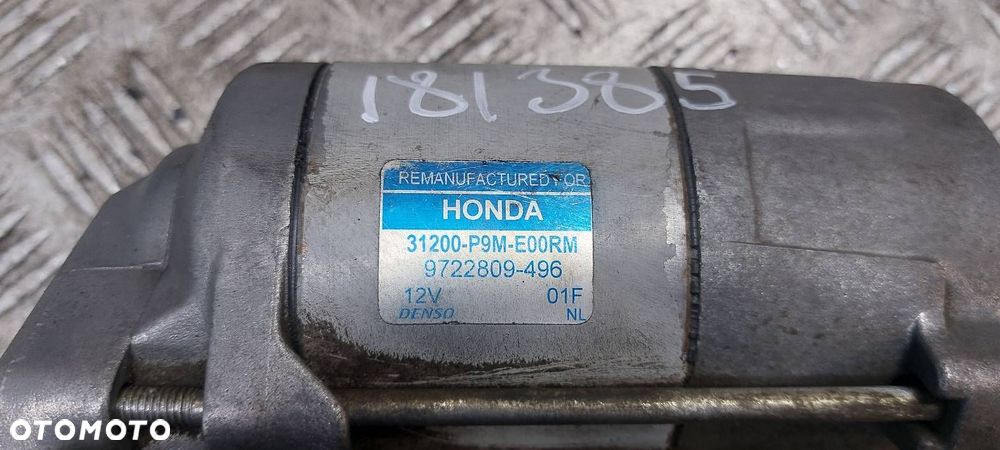 181385
REMANUFACTURED FOR
HONDA
31200-P9M-E00RM
9722809-496
12V 01F
DENSO NL
OTOMOTO